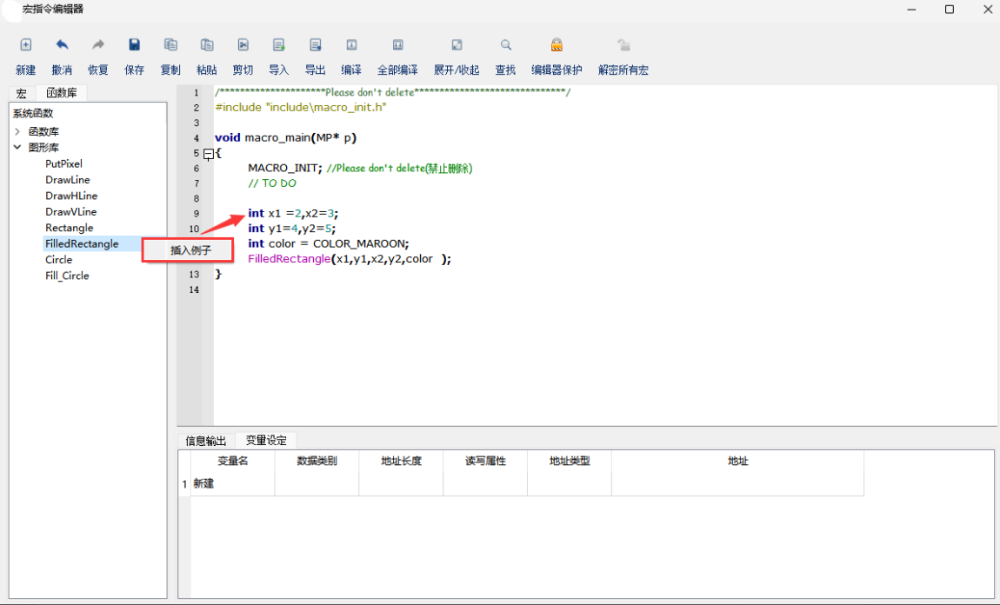 宏指令编辑器
新建 撤消 恢复 保存 复制 粘贴 剪切 导入 导出 编译 全部编译 展开/收起 查找 编辑器保护 解密所有宏
宏 函数库
系统函数
函数库
图形库
PutPixel
DrawLine
DrawHLine
DrawVLine
Rectangle
FilledRectangle
Circle
Fill_Circle
插入例子
1 /*********************Please don't delete******************************/
2 #include "include\macro_init.h"
3
4 void macro_main(MP* p)
5 {
6 MACRO_INIT; //Please don't delete(禁止删除)
7 // TO DO
8
9 int x1 =2,x2=3;
10 int y1=4,y2=5;
int color = COLOR_MAROON;
FilledRectangle(x1,y1,x2,y2,color );
13 }
14
信息输出 变量设定
变量名 数据类别 地址长度 读写属性 地址类型 地址
1 新建